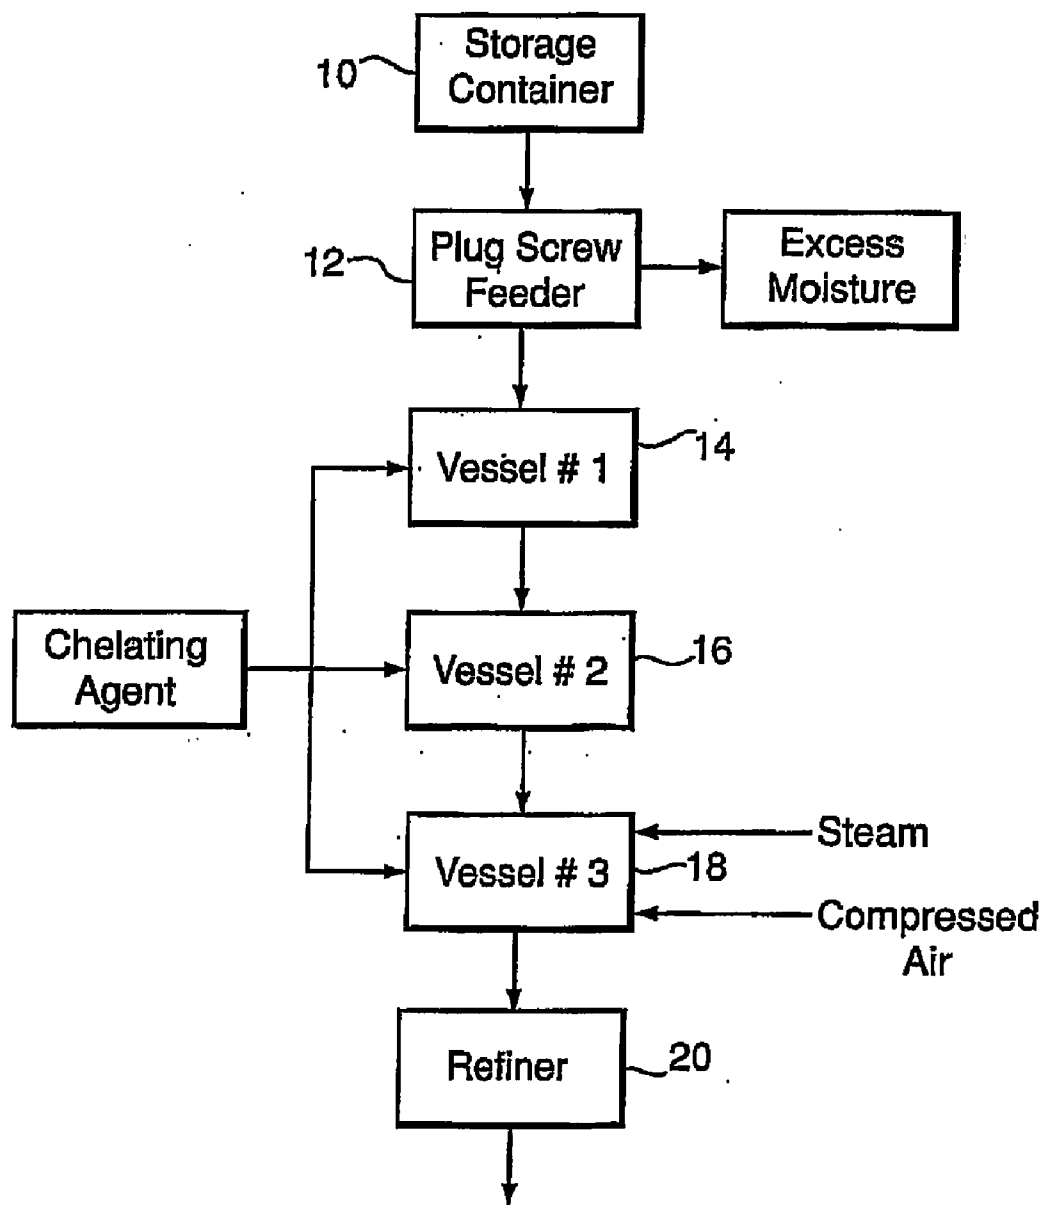 Storage
Container
10
Plug Screw
Feeder
12
Excess
Moisture
Vessel # 1
14
Chelating
Agent
Vessel # 2
16
Vessel # 3
18
Steam
Compressed
Air
Refiner
20